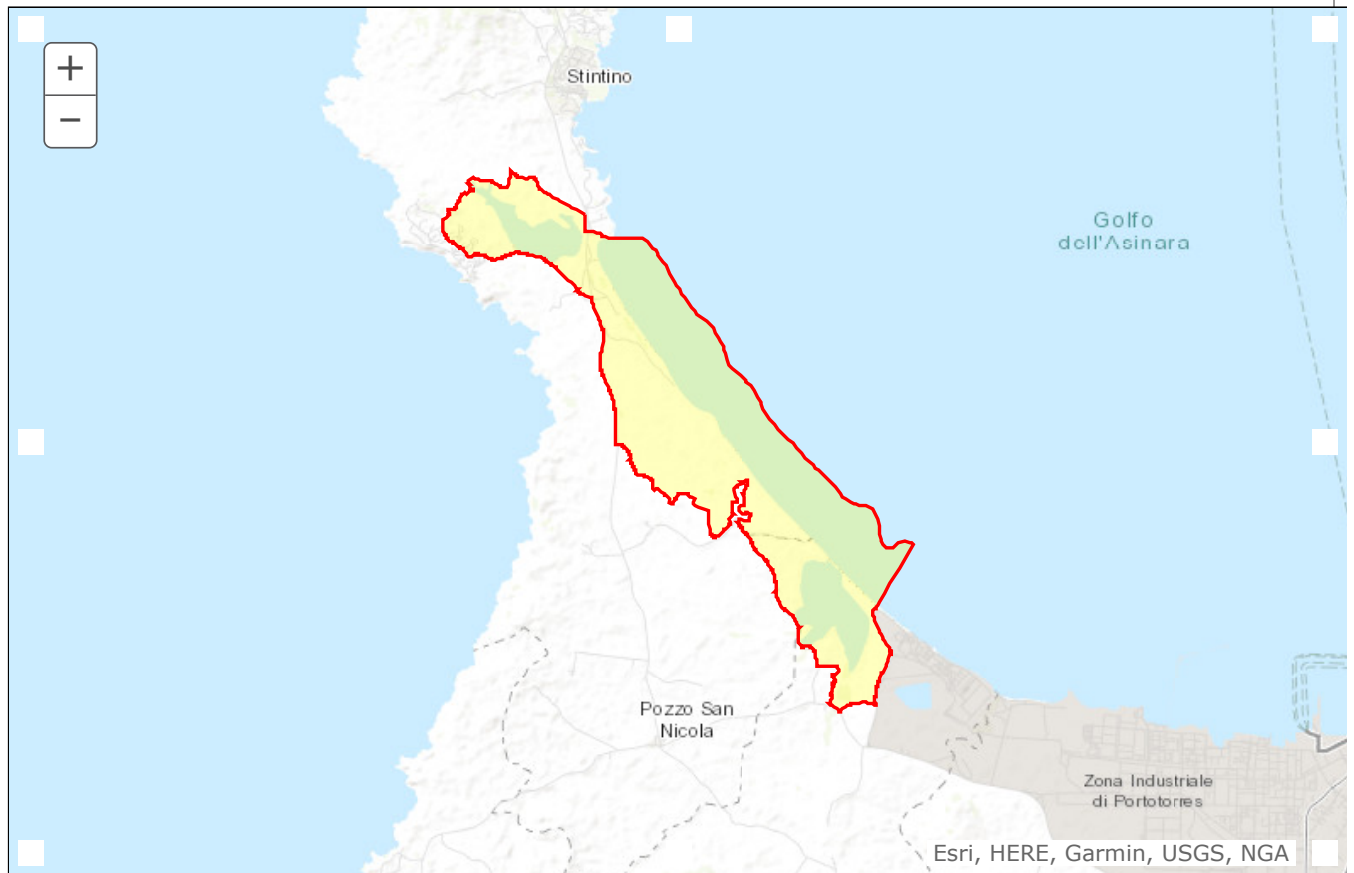 +
−
Stintino
Golfo
dell'Asinara
Pozzo San
Nicola
Zona Industriale
di Portotorres
Esri, HERE, Garmin, USGS, NGA